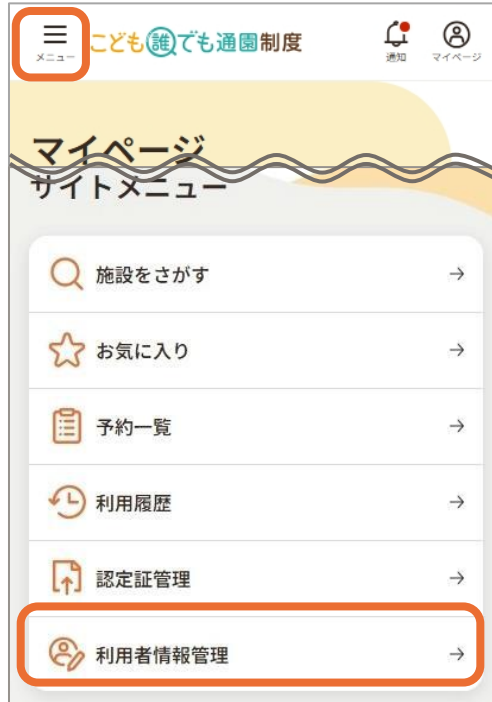 メニュー
こども誰でも通園制度
通知
マイページ
マイページ
サイトメニュー
施設をさがす
お気に入り
予約一覧
利用履歴
認定証管理
利用者情報管理